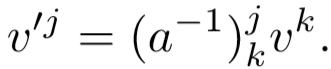 v'^j = (a^{-1})^j_k v^k.